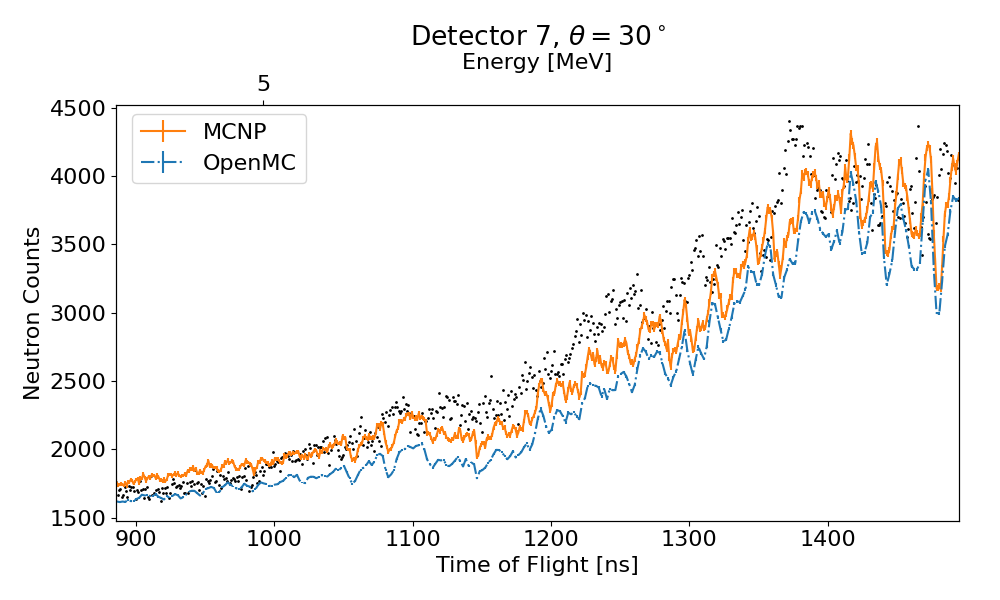 Detector 7, θ = 30°
Energy [MeV]
5
4500
4000
3500
3000
2500
2000
1500
Neutron Counts
MCNP
OpenMC
900 1000 1100 1200 1300 1400
Time of Flight [ns]